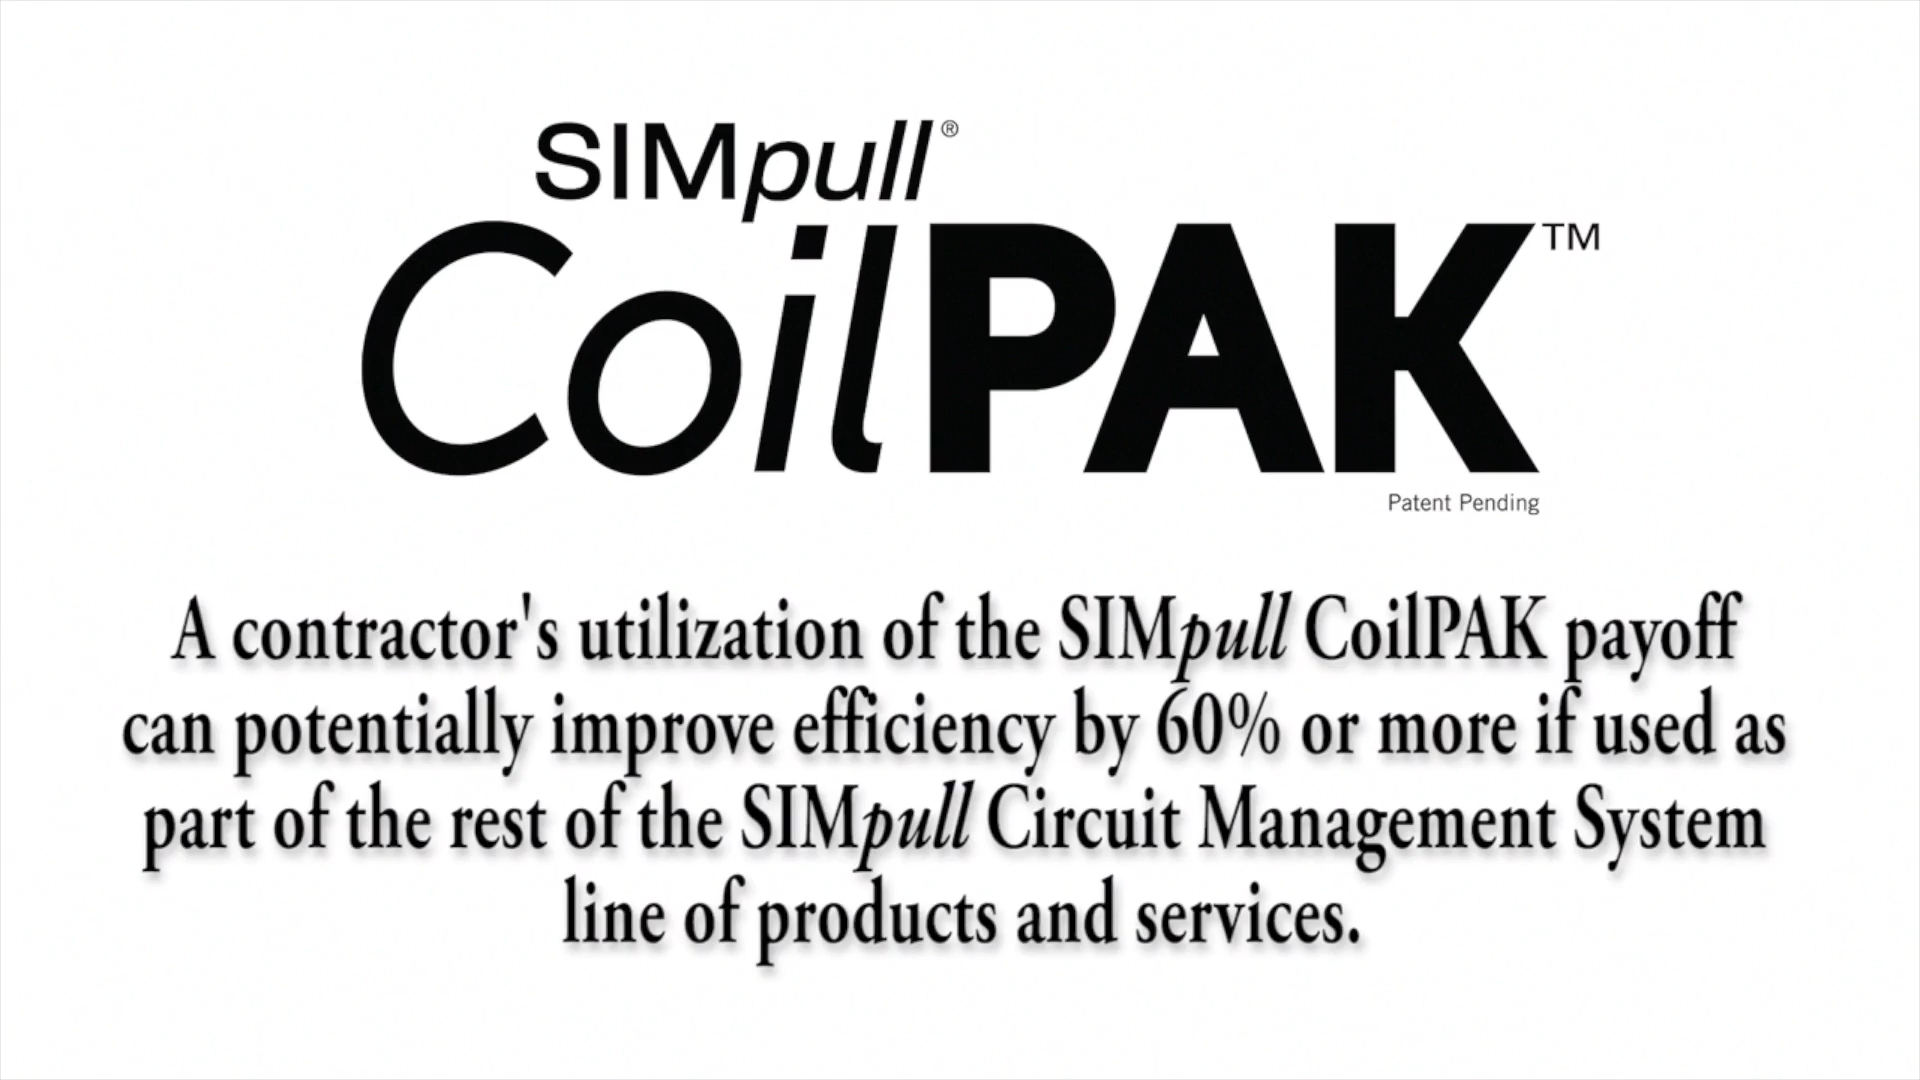 SIMpull®
CoilPAK™
Patent Pending
A contractor's utilization of the SIMpull CoilPAK payoff
can potentially improve efficiency by 60% or more if used as
part of the rest of the SIMpull Circuit Management System
line of products and services.